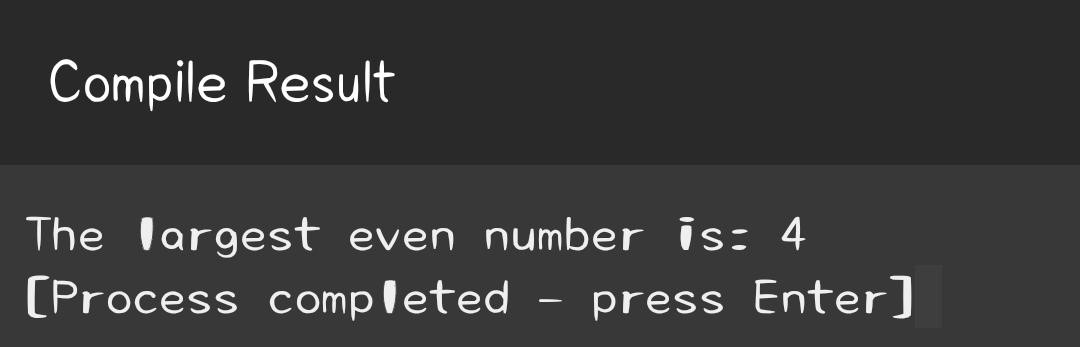 Compile Result
The largest even number is: 4
[Process completed - press Enter]